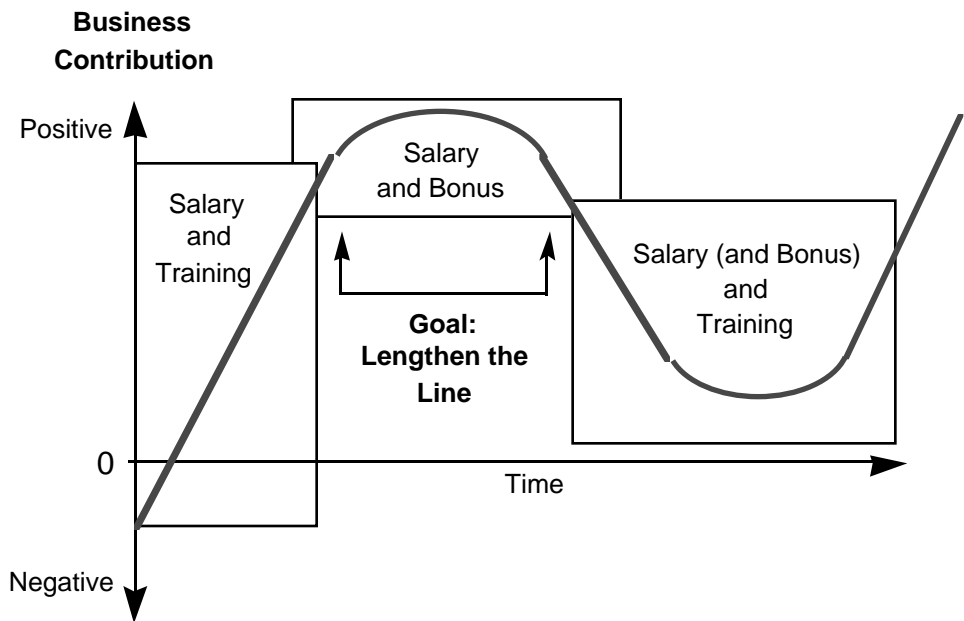 Business
Contribution
Positive
Salary
and Bonus
Salary
and
Training
Salary (and Bonus)
and
Training
Goal:
Lengthen the
Line
0
Time
Negative